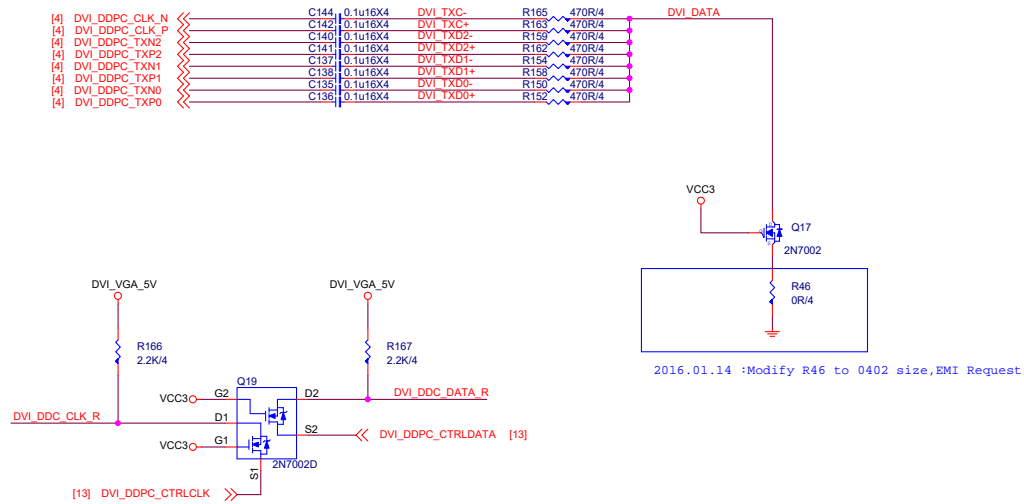 [4] DVI_DDPC_CLK_N C144 0.1u16X4 DVI_TXC- R165 470R/4 DVI_DATA
[4] DVI_DDPC_CLK_P C142 0.1u16X4 DVI_TXC+ R163 470R/4
[4] DVI_DDPC_TXN2 C140 0.1u16X4 DVI_TXD2- R159 470R/4
[4] DVI_DDPC_TXP2 C141 0.1u16X4 DVI_TXD2+ R162 470R/4
[4] DVI_DDPC_TXN1 C137 0.1u16X4 DVI_TXD1- R154 470R/4
[4] DVI_DDPC_TXP1 C138 0.1u16X4 DVI_TXD1+ R158 470R/4
[4] DVI_DDPC_TXN0 C135 0.1u16X4 DVI_TXD0- R150 470R/4
[4] DVI_DDPC_TXP0 C136 0.1u16X4 DVI_TXD0+ R152 470R/4
VCC3
Q17
2N7002
R46
0R/4
2016.01.14 :Modify R46 to 0402 size,EMI Request
DVI_VGA_5V DVI_VGA_5V
R166 R167
2.2K/4 2.2K/4
Q19
VCC3 G2 D2 DVI_DDC_DATA_R
DVI_DDC_CLK_R D1
S2 DVI_DDPC_CTRLDATA [13]
VCC3 G1
2N7002D
S1
[13] DVI_DDPC_CTRLCLK